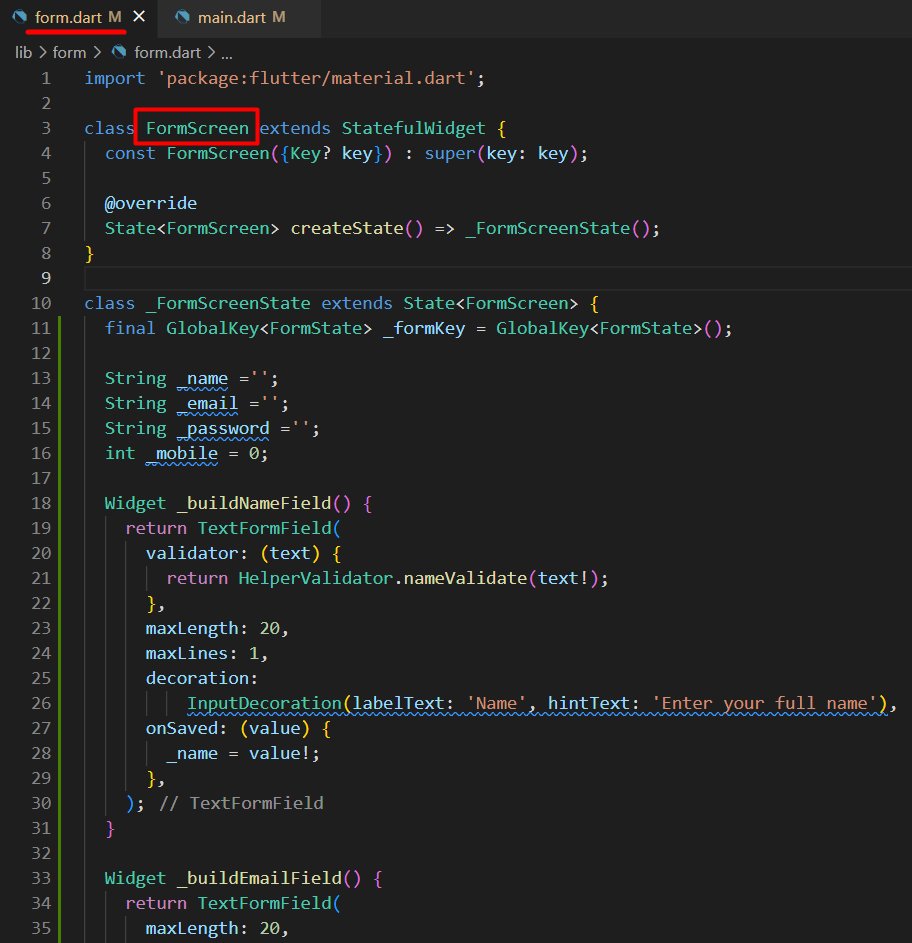 form.dart M × main.dart M
lib > form > form.dart > ...
1 import 'package:flutter/material.dart';
2
3 class FormScreen extends StatefulWidget {
4   const FormScreen({Key? key}) : super(key: key);
5
6   @override
7   State<FormScreen> createState() => _FormScreenState();
8 }
9
10 class _FormScreenState extends State<FormScreen> {
11   final GlobalKey<FormState> _formKey = GlobalKey<FormState>();
12
13   String _name ='';
14   String _email ='';
15   String _password ='';
16   int _mobile = 0;
17
18   Widget _buildNameField() {
19     return TextFormField(
20       validator: (text) {
21         return HelperValidator.nameValidate(text!);
22       },
23       maxLength: 20,
24       maxLines: 1,
25       decoration:
26           InputDecoration(labelText: 'Name', hintText: 'Enter your full name'),
27       onSaved: (value) {
28         _name = value!;
29       },
30     ); // TextFormField
31   }
32
33   Widget _buildEmailField() {
34     return TextFormField(
35       maxLength: 20,